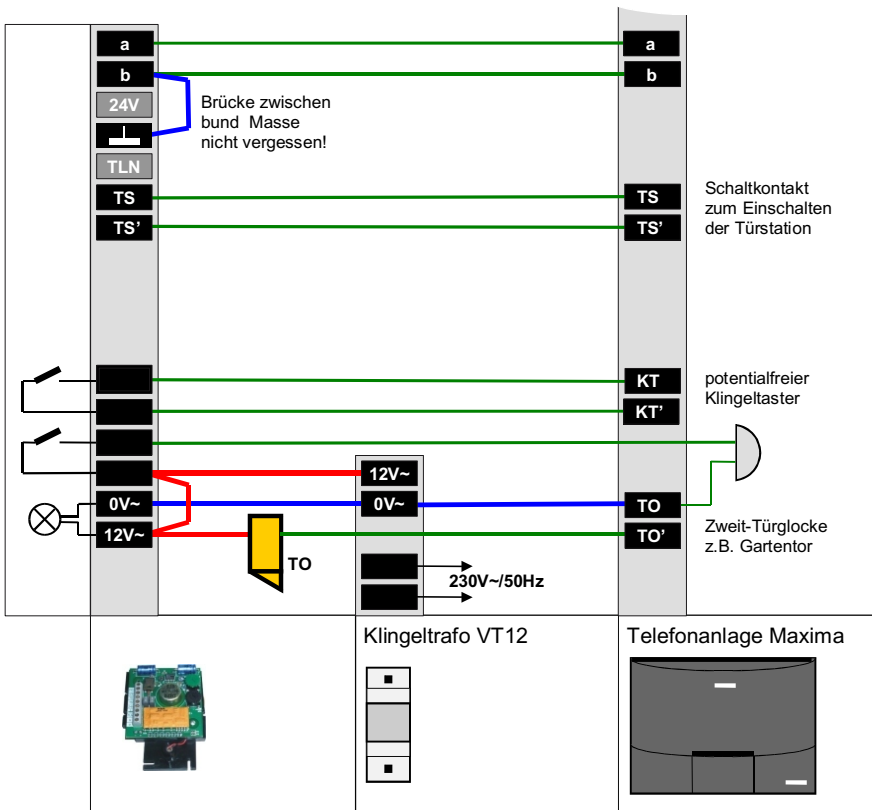 a
a
b
b
24V
Brücke zwischen
bund Masse
nicht vergessen!
TLN
TS
TS
TS'
TS'
Schaltkontakt
zum Einschalten
der Türstation
KT
KT'
potentialfreier
Klingeltaster
12V~
0V~
0V~
TO
12V~
TO
TO'
Zweit-Türglocke
z.B. Gartentor
230V~/50Hz
Klingeltrafo VT12
Telefonanlage Maxima